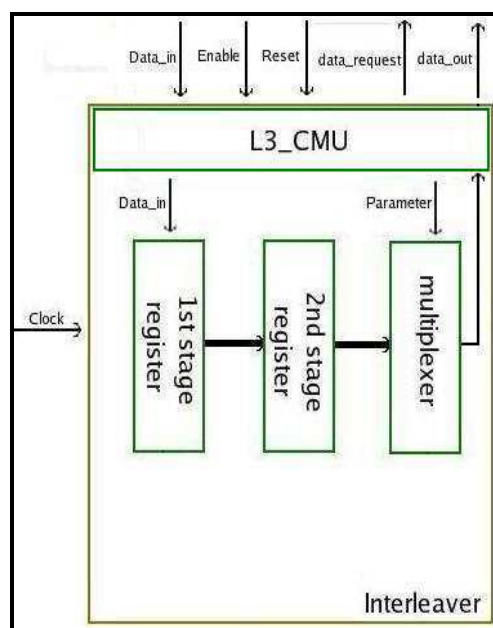 Data_in
Enable
Reset
data_request
data_out
L3_CMU
Data_in
Parameter
Clock
1st stage
register
2nd stage
register
multiplexer
Interleaver